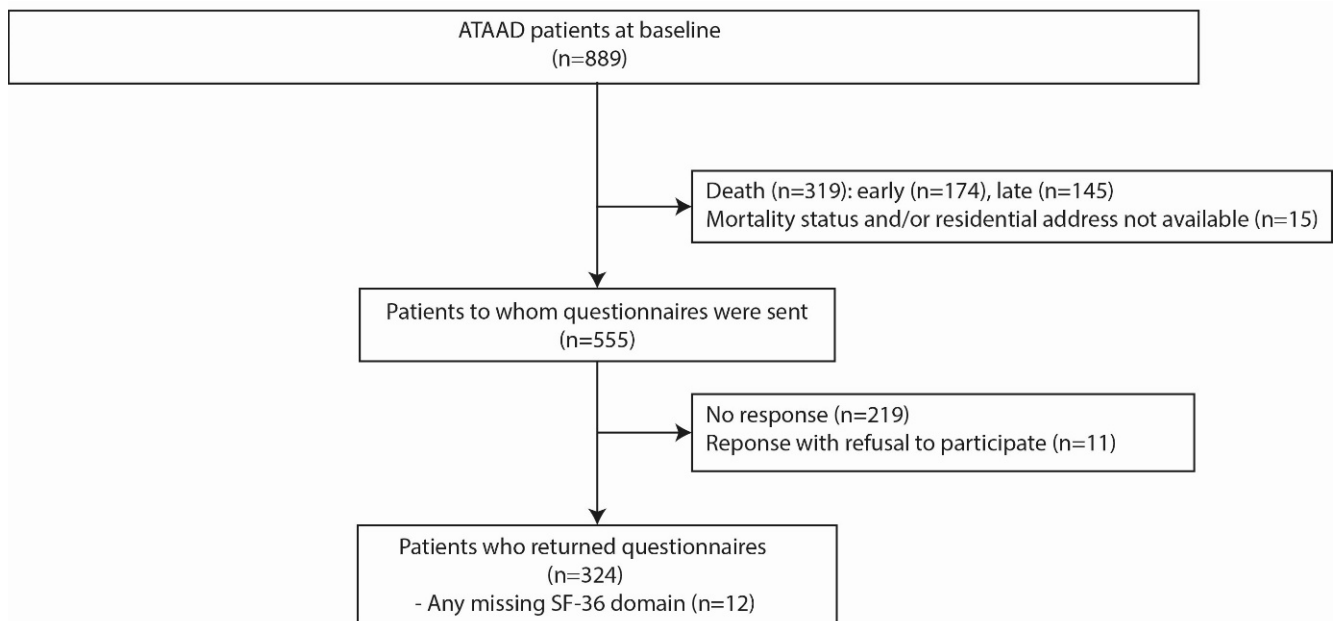 ATAAD patients at baseline
(n=889)
Death (n=319): early (n=174), late (n=145)
Mortality status and/or residential address not available (n=15)
Patients to whom questionnaires were sent
(n=555)
No response (n=219)
Reponse with refusal to participate (n=11)
Patients who returned questionnaires
(n=324)
- Any missing SF-36 domain (n=12)